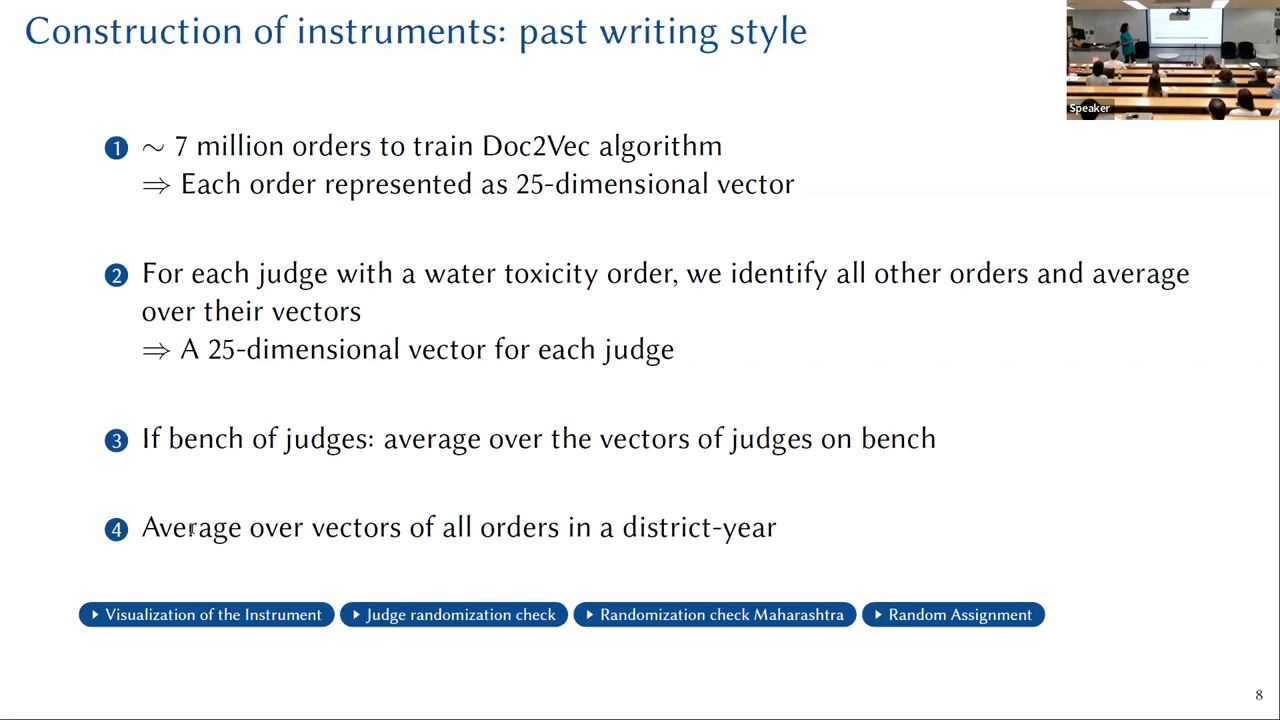 Construction of instruments: past writing style
Speaker
1 ∼ 7 million orders to train Doc2Vec algorithm
⇒ Each order represented as 25-dimensional vector
2 For each judge with a water toxicity order, we identify all other orders and average
over their vectors
⇒ A 25-dimensional vector for each judge
3 If bench of judges: average over the vectors of judges on bench
4 Average over vectors of all orders in a district-year
Visualization of the Instrument Judge randomization check Randomization check Maharashtra Random Assignment
8